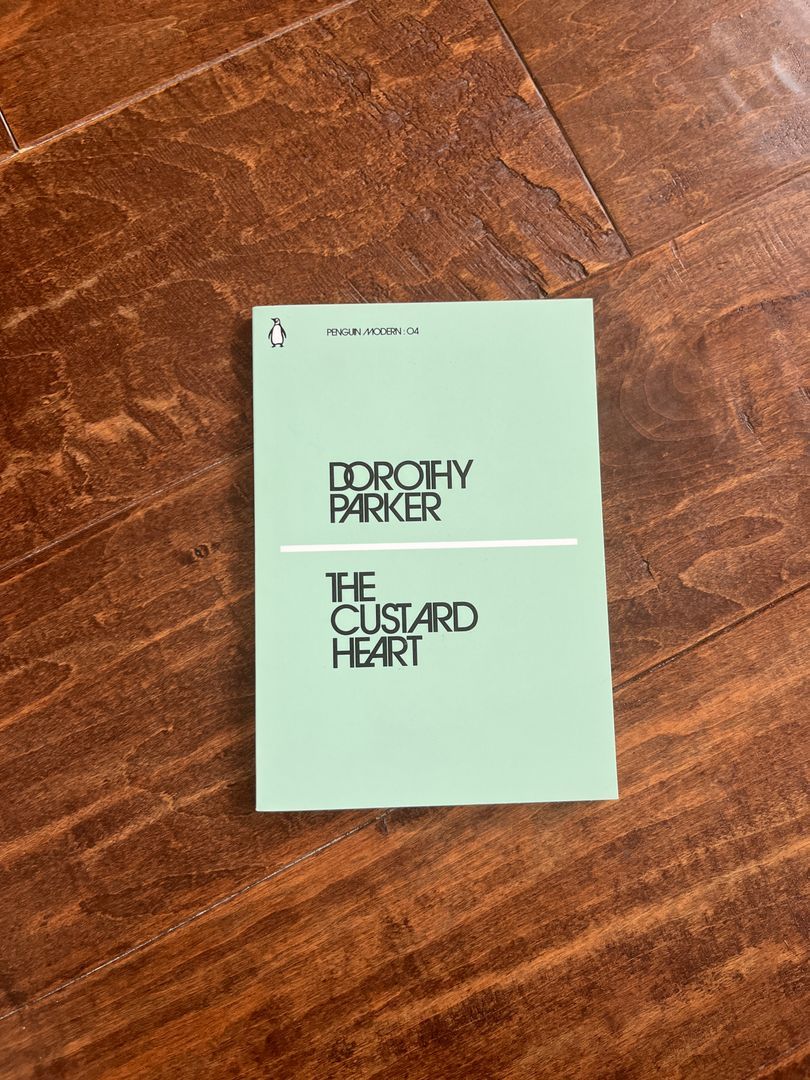 PENGUIN MODERN : 04
DOROTHY
PARKER
THE
CUSTARD
HEART